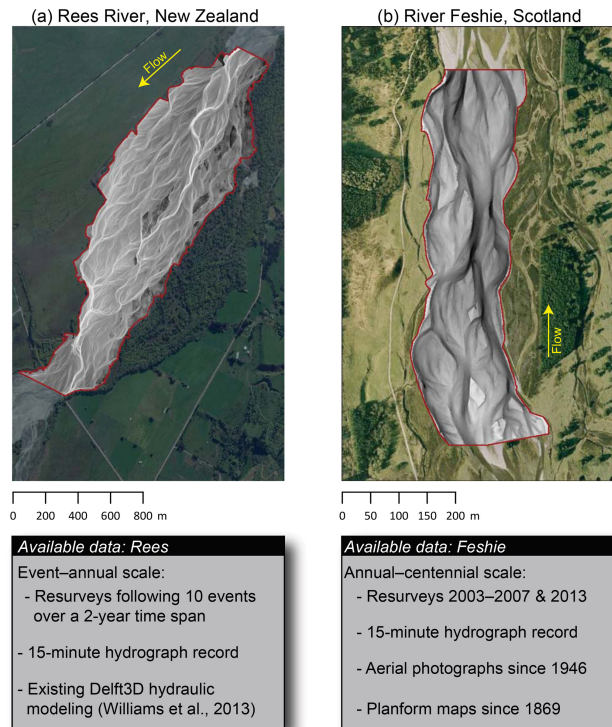 (a) Rees River, New Zealand
Flow
0 200 400 600 800 m
Available data: Rees
Event–annual scale:
- Resurveys following 10 events
over a 2-year time span
- 15-minute hydrograph record
- Existing Delft3D hydraulic
modeling (Williams et al., 2013)
(b) River Feshie, Scotland
Flow
0 50 100 150 200 m
Available data: Feshie
Annual–centennial scale:
- Resurveys 2003–2007 & 2013
- 15-minute hydrograph record
- Aerial photographs since 1946
- Planform maps since 1869